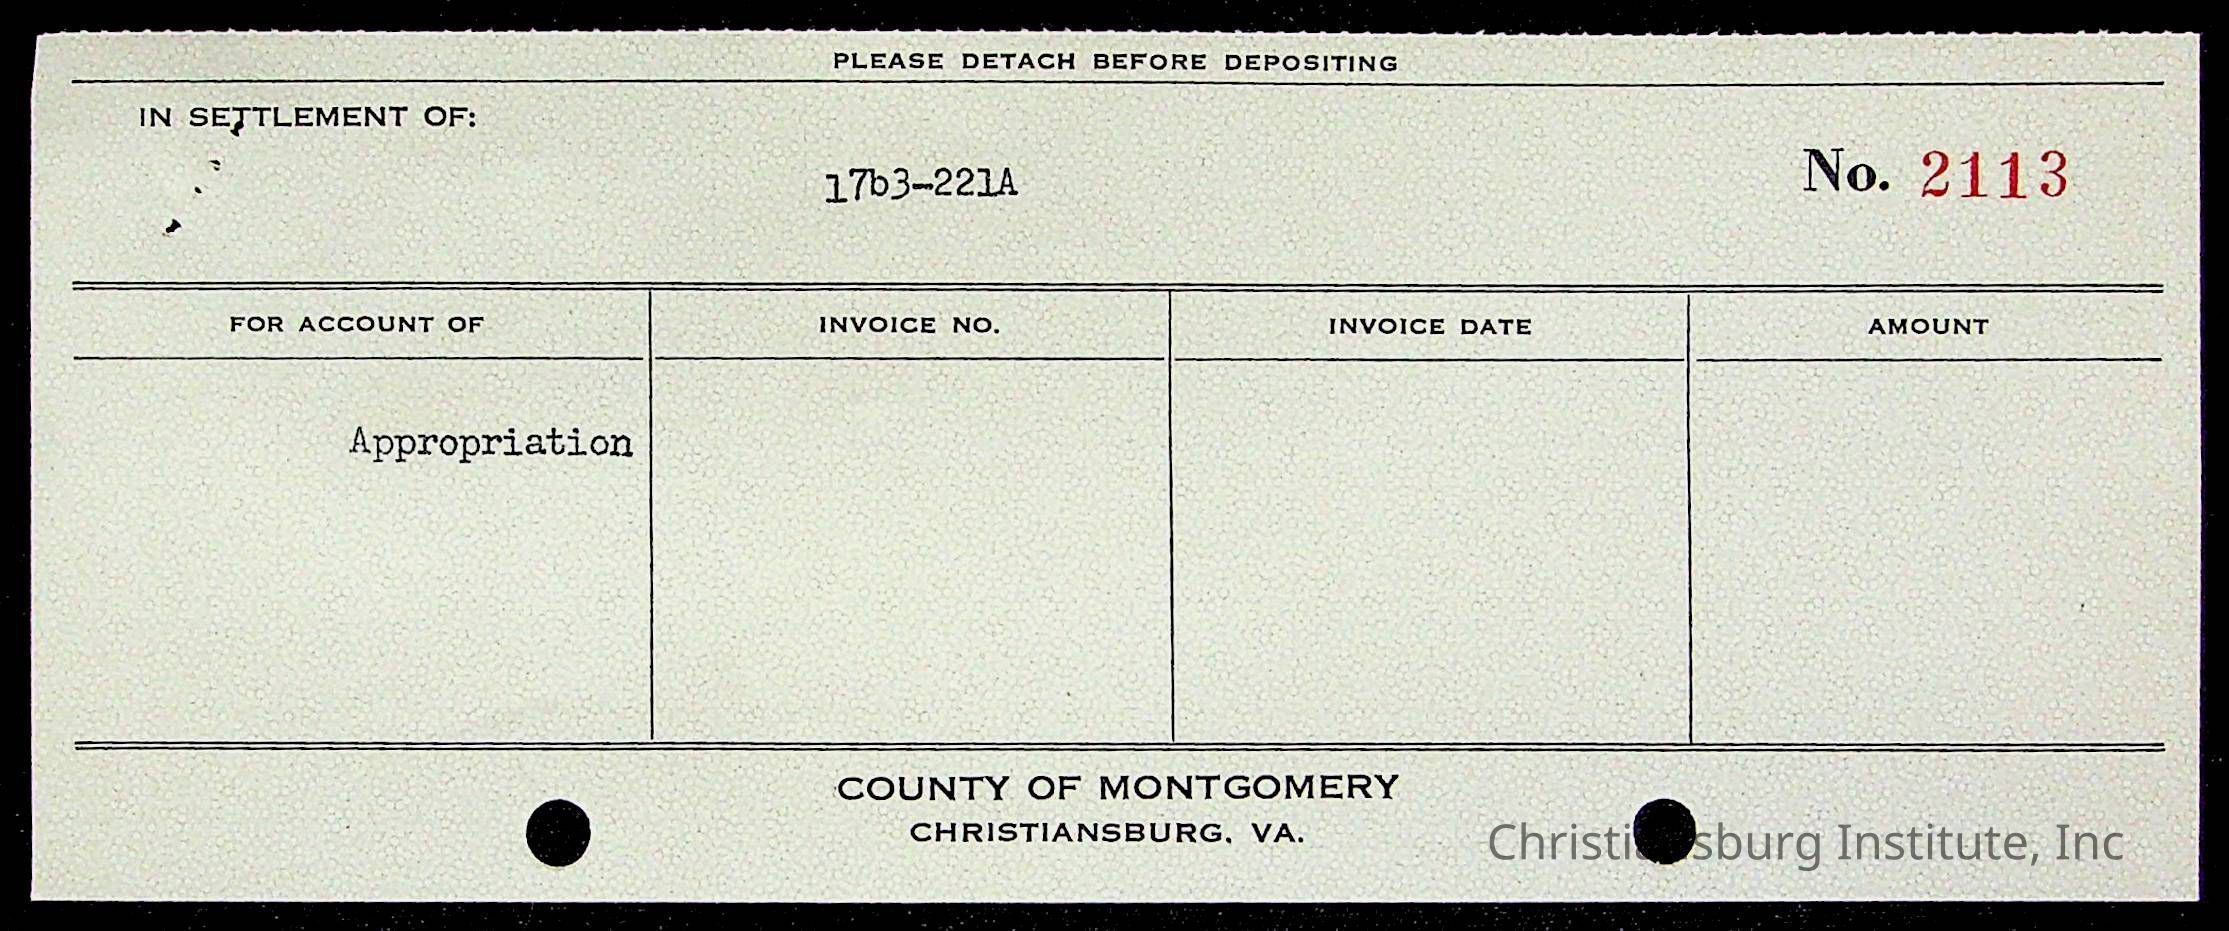 PLEASE DETACH BEFORE DEPOSITING
IN SETTLEMENT OF:
17b3-221A
No. 2113
FOR ACCOUNT OF INVOICE NO. INVOICE DATE AMOUNT
Appropriation
COUNTY OF MONTGOMERY
CHRISTIANSBURG, VA.
Christiansburg Institute, Inc